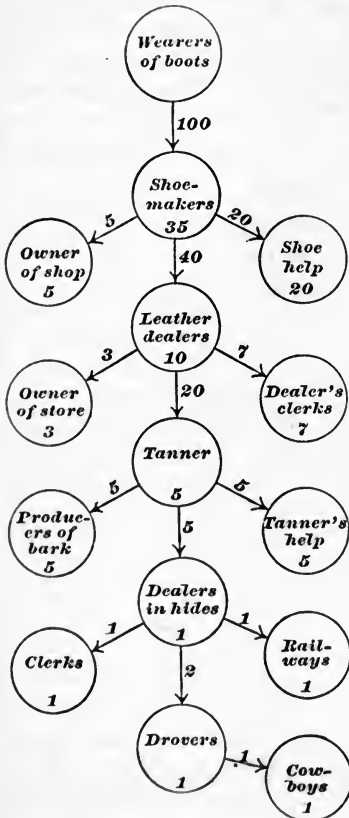 Wearers
of boots
100
Shoe-
makers
35
5
20
Owner
of shop
5
40
Shoe
help
20
Leather
dealers
10
3
7
Owner
of store
3
20
Dealer's
clerks
7
Tanner
5
5
5
Produc-
ers of
bark
5
5
Tanner's
help
5
Dealers
in hides
1
1
1
Clerks
1
2
Rail-
ways
1
Drovers
1
1
Cow-
boys
1